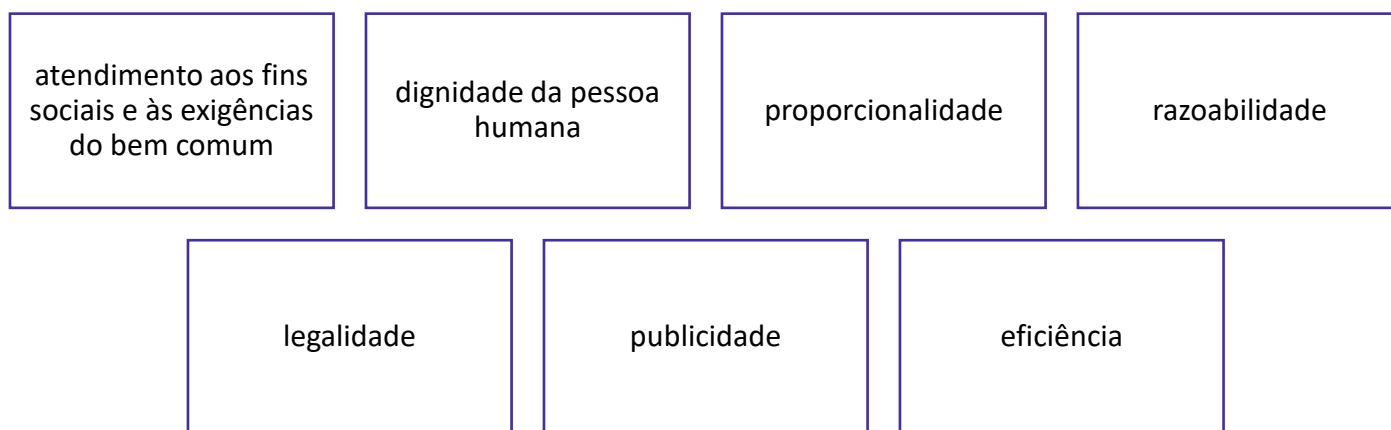 atendimento aos fins
sociais e às exigências
do bem comum
dignidade da pessoa
humana
proporcionalidade
razoabilidade
legalidade
publicidade
eficiência